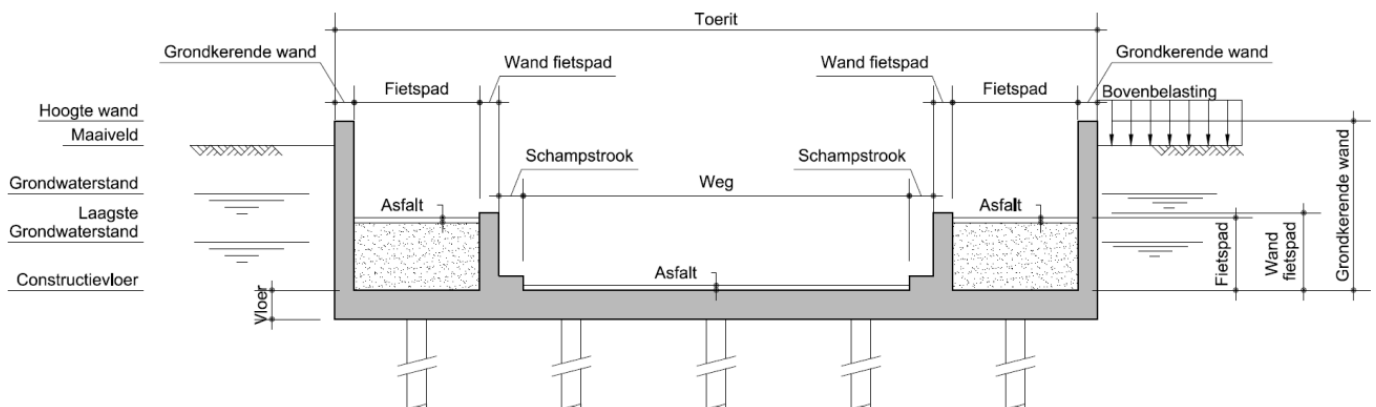 Toerit
Grondkerende wand
Wand fietspad
Wand fietspad
Grondkerende wand
Fietspad
Fietspad
Bovenbelasting
Hoogte wand
Maaiveld
Schampstrook
Schampstrook
Weg
Grondwaterstand
Asfalt
Asfalt
Laagste
Grondwaterstand
Asfalt
Constructievloer
Vloer
Fietspad
Wand
fietspad
Grondkerende wand